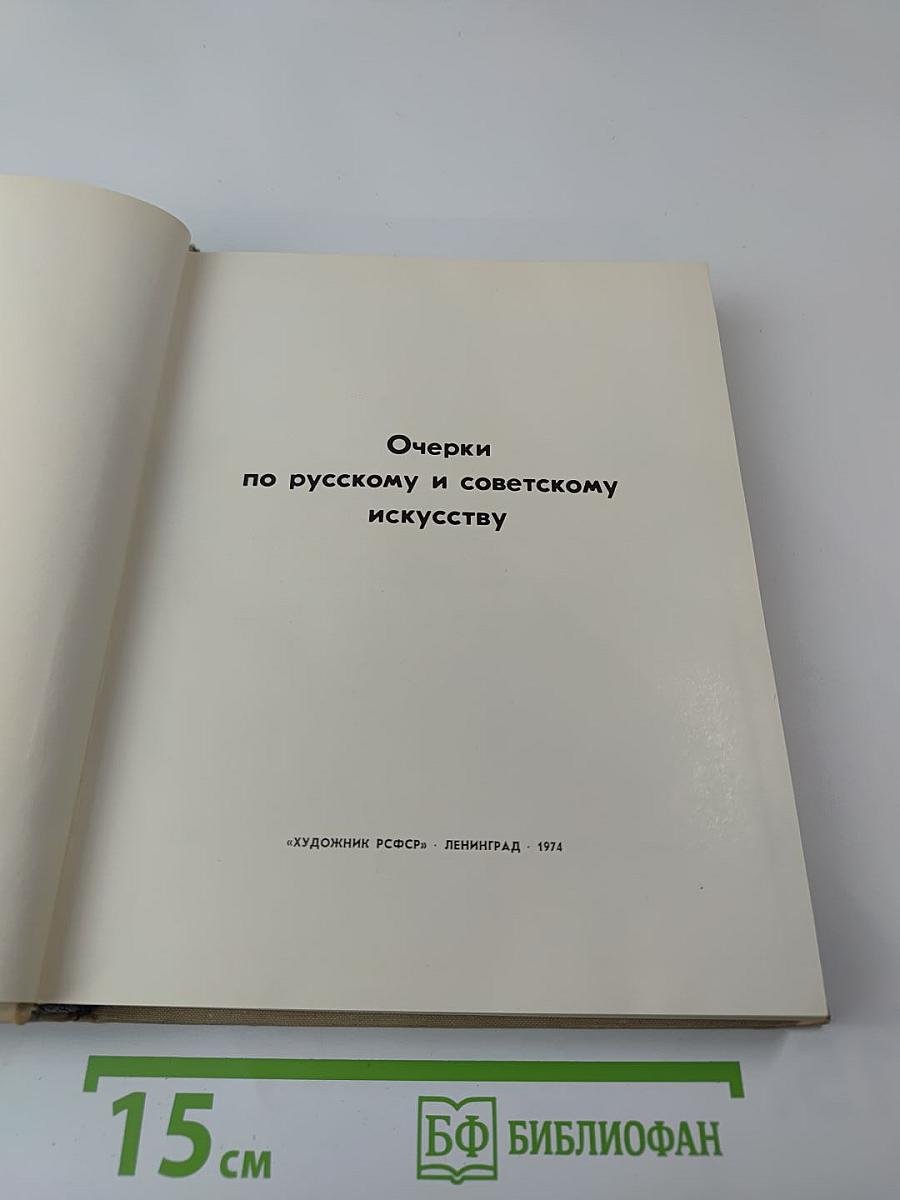 Очерки
по русскому и советскому
искусству
«ХУДОЖНИК РСФСР» · ЛЕНИНГРАД · 1974
15 см
БФ БИБЛИОФАН